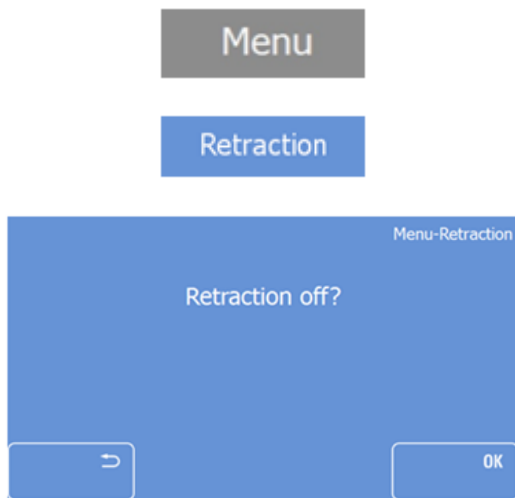 Menu
Retraction
Menu-Retraction
Retraction off?
OK